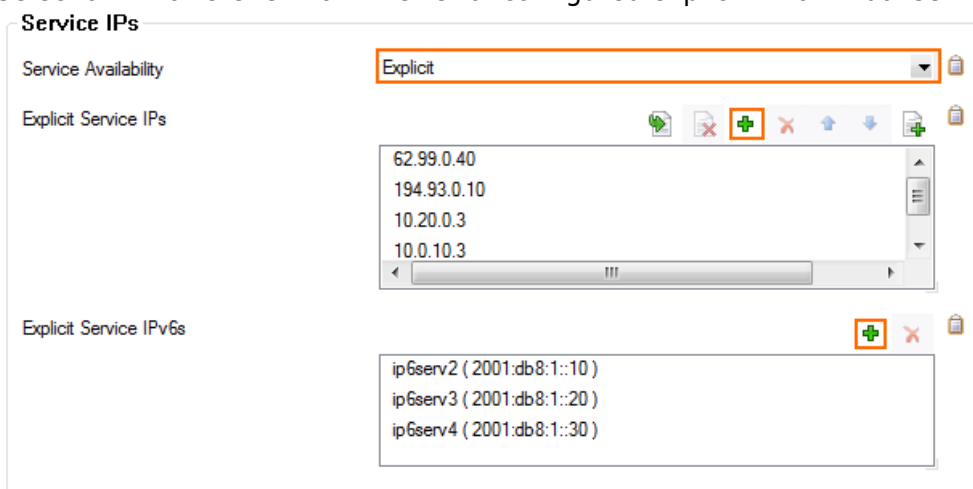 Service IPs
Service Availability
Explicit
Explicit Service IPs
62.99.0.40
194.93.0.10
10.20.0.3
10.0.10.3
Explicit Service IPv6s
ip6serv2 ( 2001:db8:1::10 )
ip6serv3 ( 2001:db8:1::20 )
ip6serv4 ( 2001:db8:1::30 )